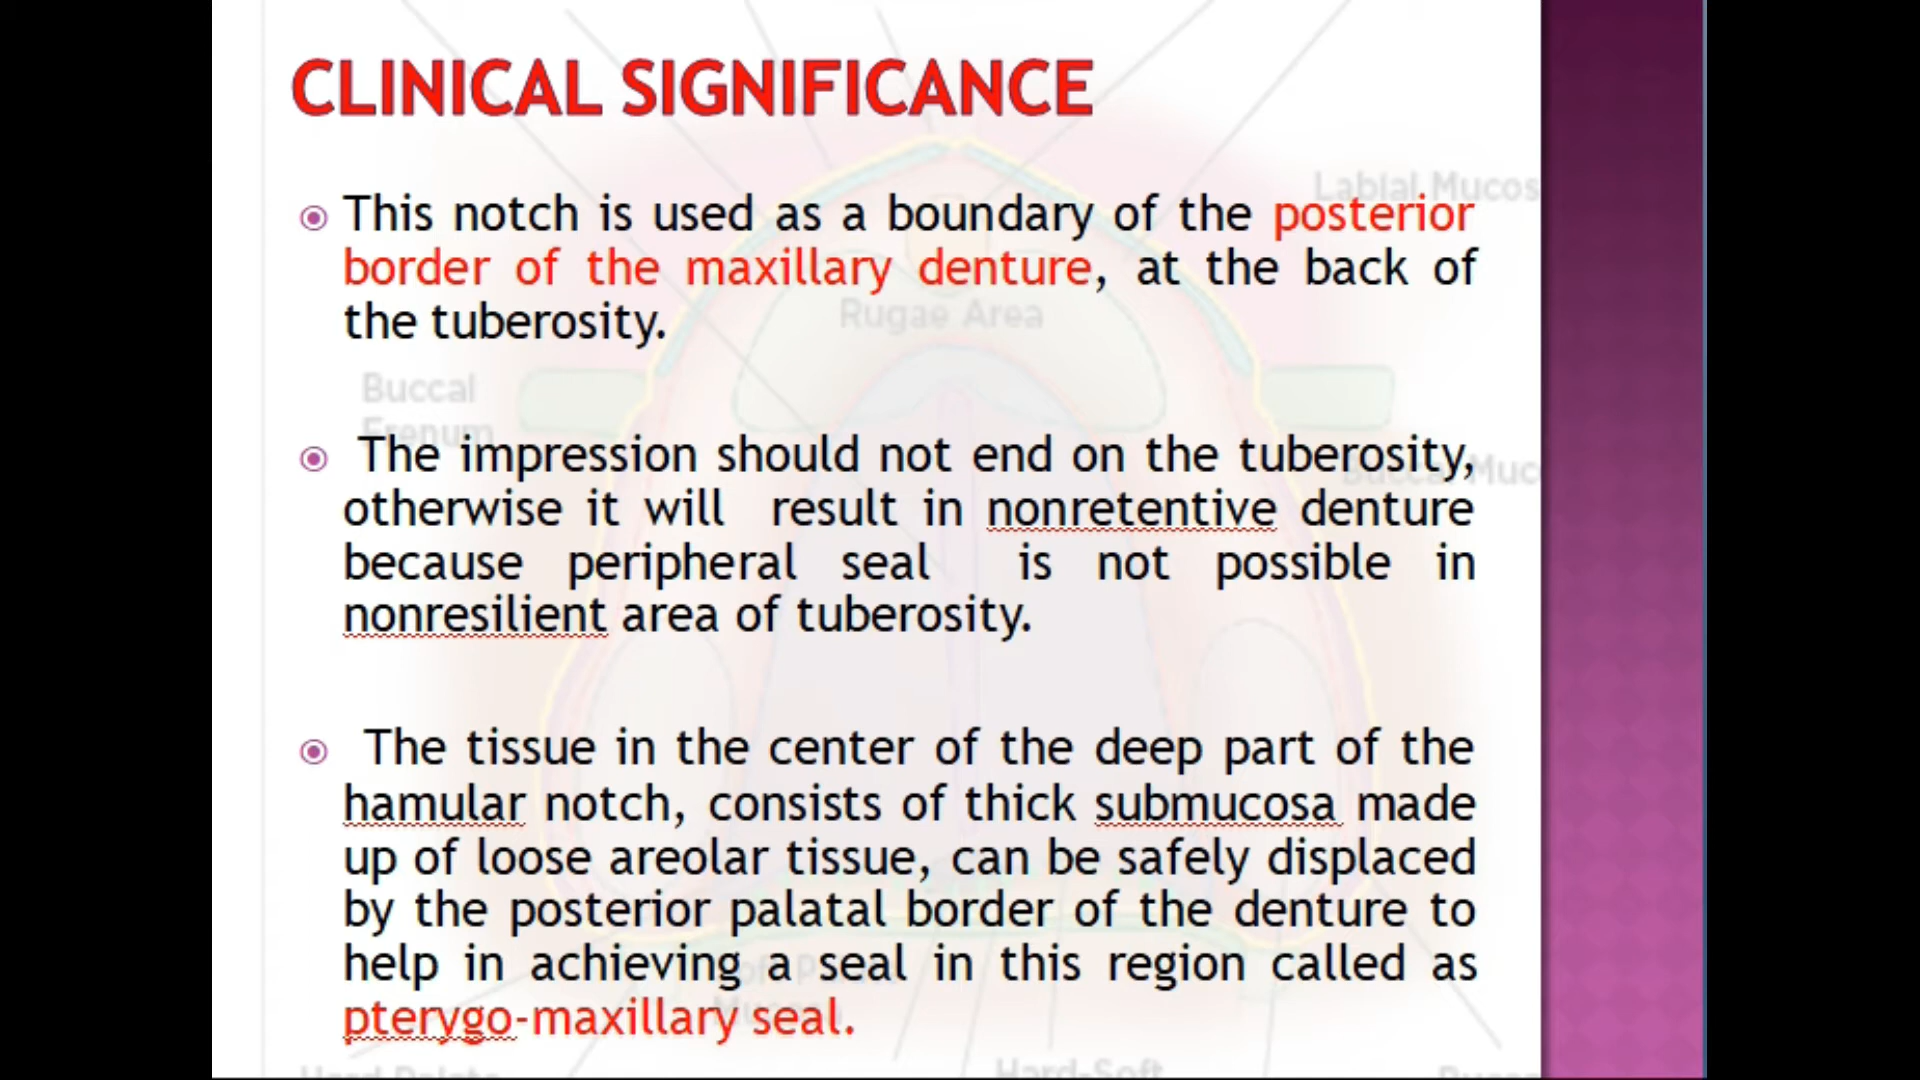 CLINICAL SIGNIFICANCE
Labial Mucos
This notch is used as a boundary of the posterior
border of the maxillary denture, at the back of
the tuberosity.
Rugae Area
Buccal
Frenum
The impression should not end on the tuberosity,
otherwise it will result in nonretentive denture
because peripheral seal is not possible in
nonresilient area of tuberosity.
The tissue in the center of the deep part of the
hamular notch, consists of thick submucosa made
up of loose areolar tissue, can be safely displaced
by the posterior palatal border of the denture to
help in achieving a seal in this region called as
pterygo-maxillary seal.
Hard-Soft